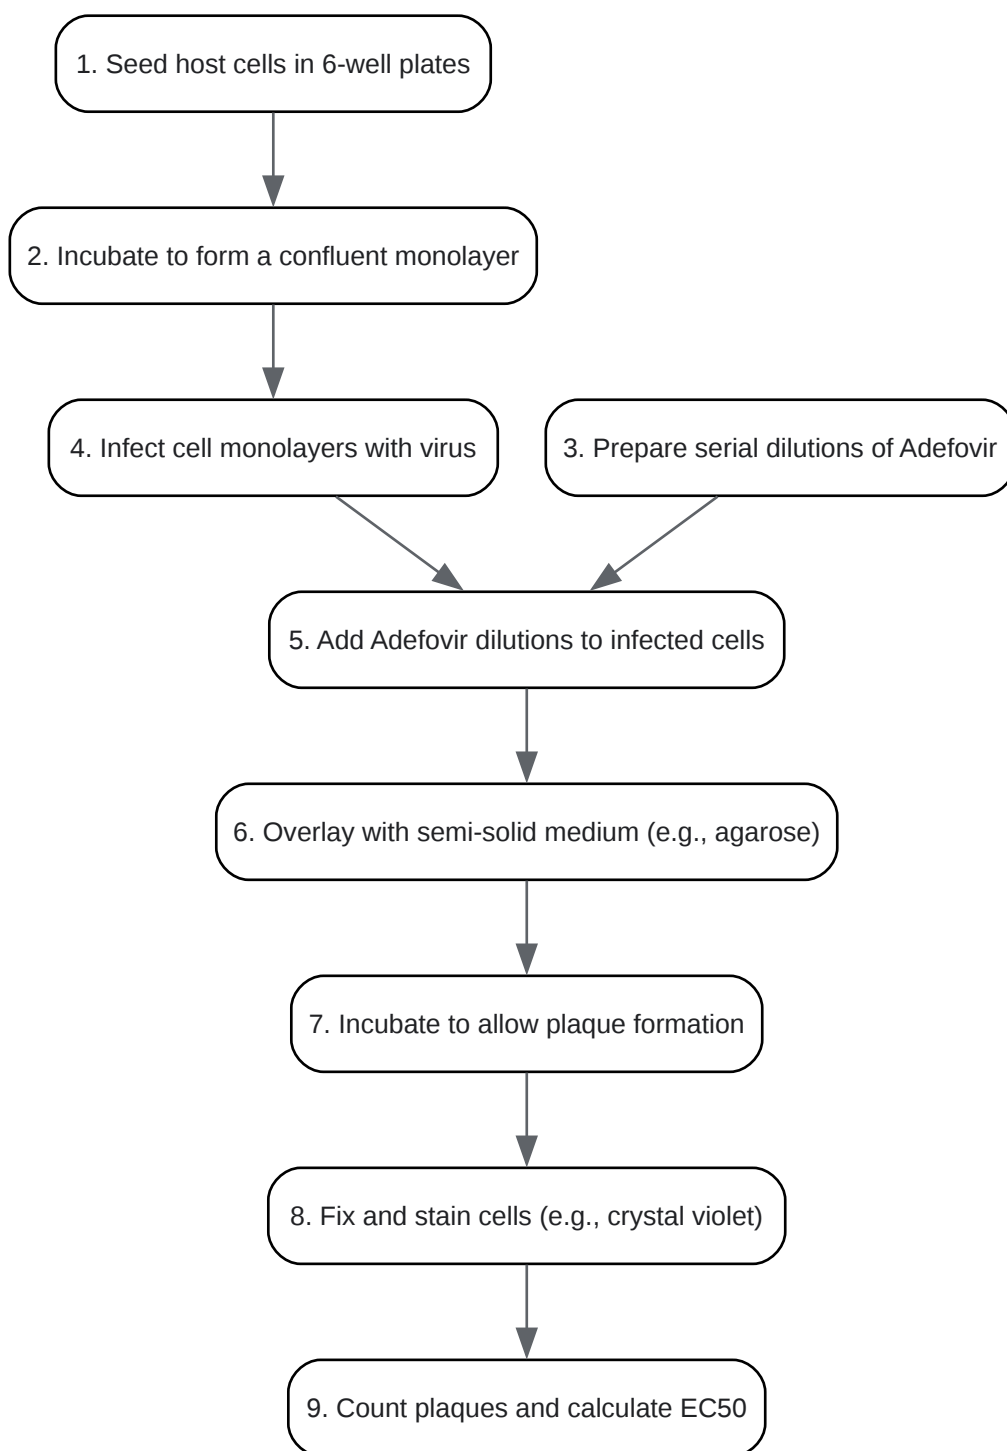 1. Seed host cells in 6-well plates
2. Incubate to form a confluent monolayer
4. Infect cell monolayers with virus
3. Prepare serial dilutions of Adefovir
5. Add Adefovir dilutions to infected cells
6. Overlay with semi-solid medium (e.g., agarose)
7. Incubate to allow plaque formation
8. Fix and stain cells (e.g., crystal violet)
9. Count plaques and calculate EC50